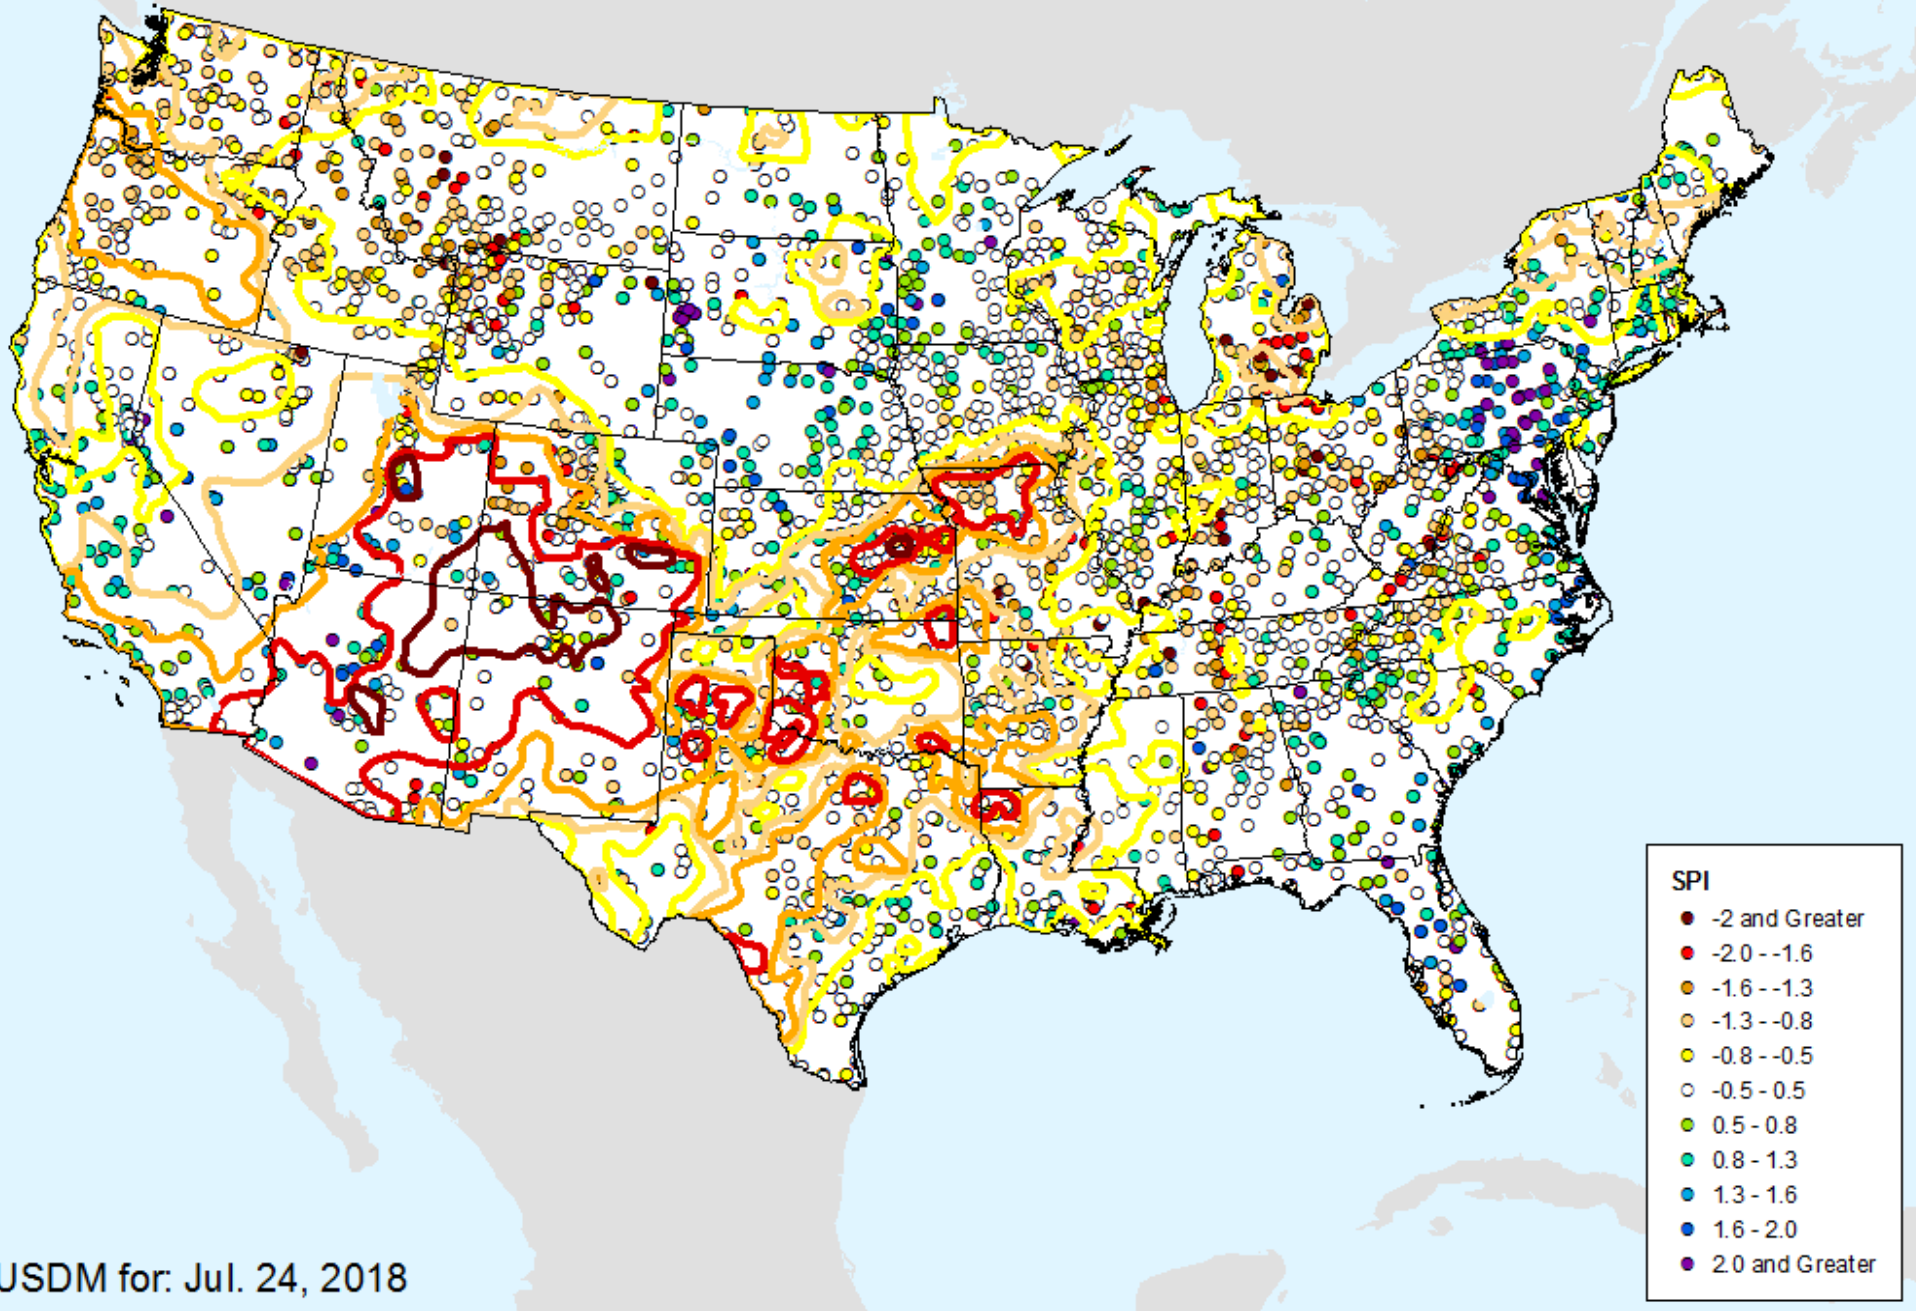 SPI
-2 and Greater
-2.0 - -1.6
-1.6 - -1.3
-1.3 - -0.8
-0.8 - -0.5
-0.5 - 0.5
0.5 - 0.8
0.8 - 1.3
1.3 - 1.6
1.6 - 2.0
2.0 and Greater
USDM for: Jul. 24, 2018